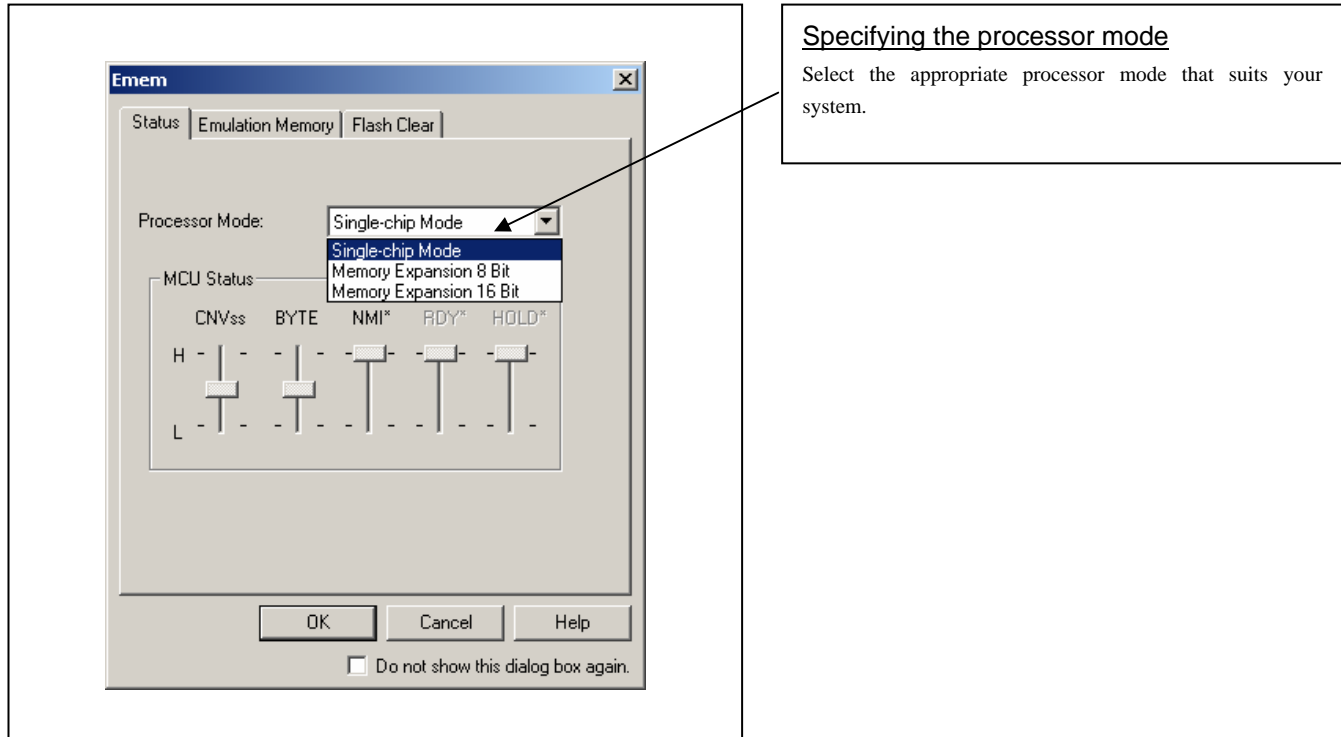 Emem
Status Emulation Memory Flash Clear
Processor Mode: Single-chip Mode
Single-chip Mode
Memory Expansion 8 Bit
Memory Expansion 16 Bit
MCU Status
CNVss BYTE NMI* RDY* HOLD*
H
L
OK Cancel Help
Do not show this dialog box again.
Specifying the processor mode
Select the appropriate processor mode that suits your
system.